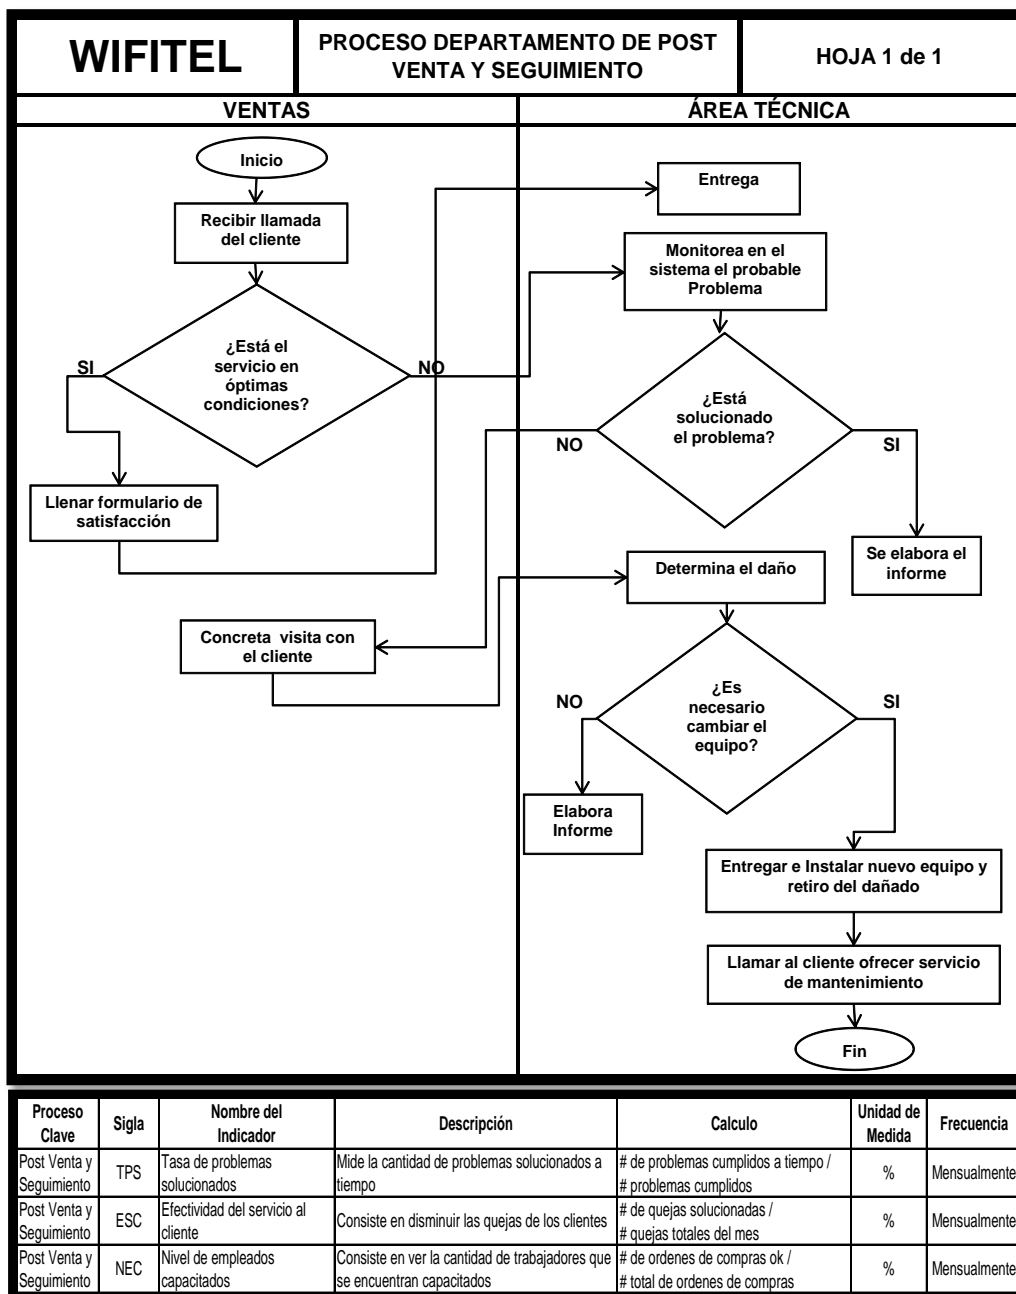 WIFITEL
PROCESO DEPARTAMENTO DE POST
VENTA Y SEGUIMIENTO
HOJA 1 de 1
VENTAS
ÁREA TÉCNICA
Inicio
Recibir llamada
del cliente
¿Está el
servicio en
óptimas
condiciones?
SI
NO
Llenar formulario de
satisfacción
Entrega
Monitorea en el
sistema el probable
Problema
¿Está
solucionado
el problema?
NO
SI
Se elabora el
informe
Concreta visita con
el cliente
Determina el daño
¿Es
necesario
cambiar el
equipo?
NO
SI
Elabora
Informe
Entregar e Instalar nuevo equipo y
retiro del dañado
Llamar al cliente ofrecer servicio
de mantenimiento
Fin
Proceso
Clave
Sigla
Nombre del
Indicador
Descripción
Calculo
Unidad de
Medida
Frecuencia
Post Venta y
Seguimiento
TPS
Tasa de problemas
solucionados
Mide la cantidad de problemas solucionados a
tiempo
# de problemas cumplidos a tiempo /
# problemas cumplidos
%
Mensualmente
Post Venta y
Seguimiento
ESC
Efectividad del servicio al
cliente
Consiste en disminuir las quejas de los clientes
# de quejas solucionadas /
# quejas totales del mes
%
Mensualmente
Post Venta y
Seguimiento
NEC
Nivel de empleados
capacitados
Consiste en ver la cantidad de trabajadores que
se encuentran capacitados
# de ordenes de compras ok /
# total de ordenes de compras
%
Mensualmente